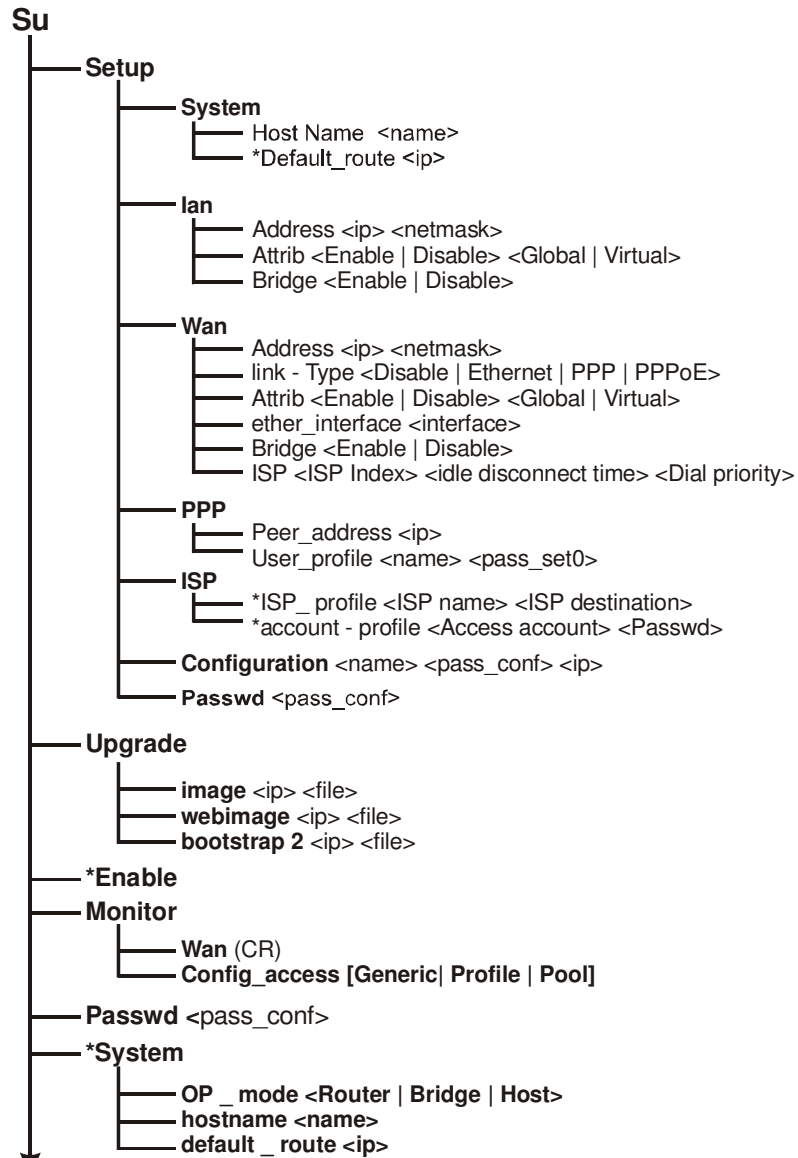 Su
Setup
System
Host Name <name>
*Default_route <ip>
lan
Address <ip> <netmask>
Attrib <Enable | Disable> <Global | Virtual>
Bridge <Enable | Disable>
Wan
Address <ip> <netmask>
link - Type <Disable | Ethernet | PPP | PPPoE>
Attrib <Enable | Disable> <Global | Virtual>
ether_interface <interface>
Bridge <Enable | Disable>
ISP <ISP Index> <idle disconnect time> <Dial priority>
PPP
Peer_address <ip>
User_profile <name> <pass_set0>
ISP
*ISP_ profile <ISP name> <ISP destination>
*account - profile <Access account> <Passwd>
Configuration <name> <pass_conf> <ip>
Passwd <pass_conf>
Upgrade
image <ip> <file>
webimage <ip> <file>
bootstrap 2 <ip> <file>
*Enable
Monitor
Wan (CR)
Config_access [Generic| Profile | Pool]
Passwd <pass_conf>
*System
OP _ mode <Router | Bridge | Host>
hostname <name>
default _ route <ip>